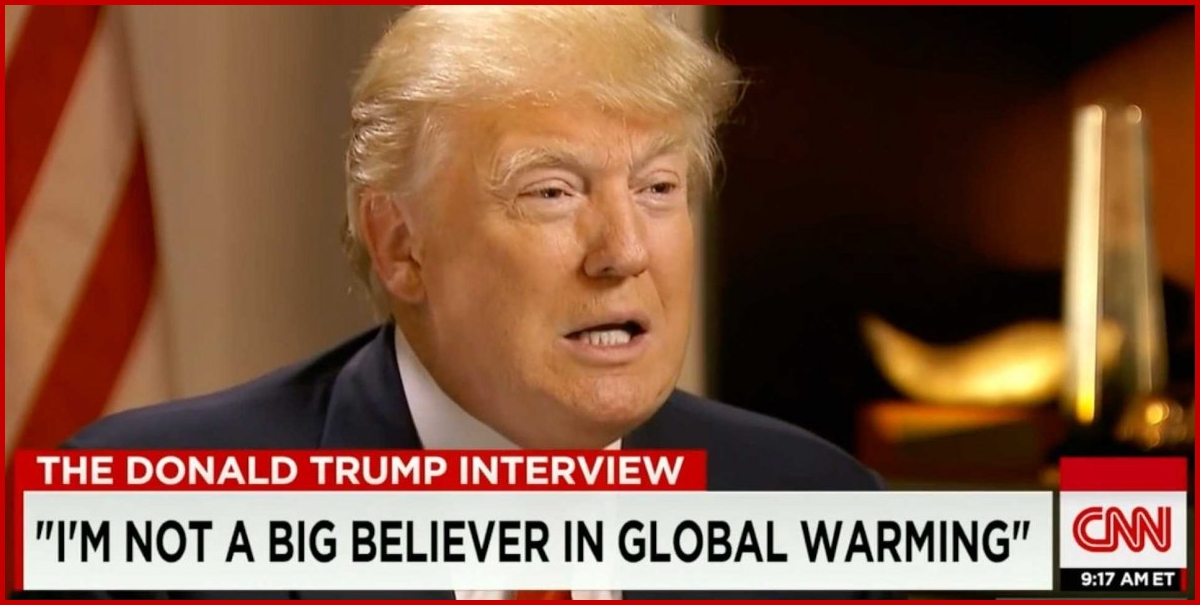 THE DONALD TRUMP INTERVIEW
"I'M NOT A BIG BELIEVER IN GLOBAL WARMING"
CNN
9:17 AM ET